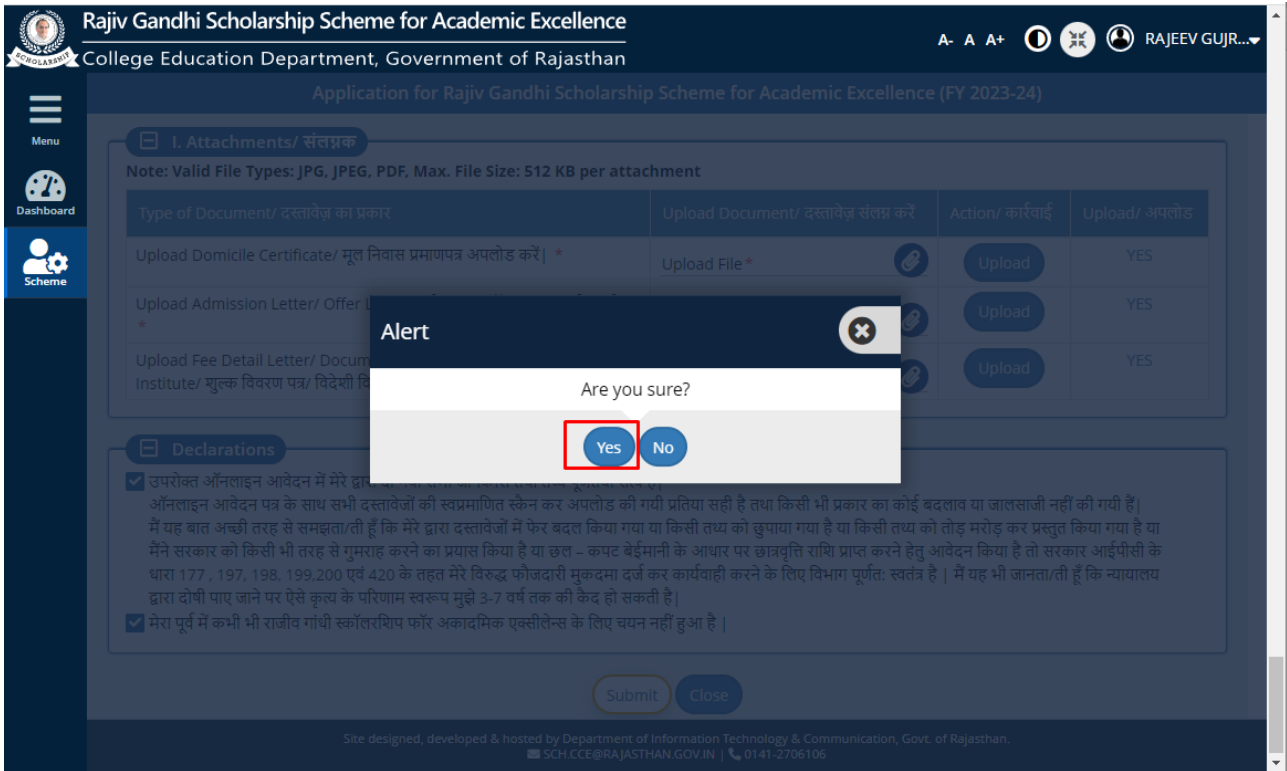 Rajiv Gandhi Scholarship Scheme for Academic Excellence
College Education Department, Government of Rajasthan
SCHOLARSHIP
A- A A+
RAJEEV GUJR...
Menu
Dashboard
Scheme
Application for Rajiv Gandhi Scholarship Scheme for Academic Excellence (FY 2023-24)
I. Attachments/ संलग्नक
Note: Valid File Types: JPG, JPEG, PDF, Max. File Size: 512 KB per attachment
Type of Document/ दस्तावेज़ का प्रकार Upload Document/ दस्तावेज़ संलग्न करें Action/ कार्रवाई Upload/ अपलोड
Upload Domicile Certificate/ मूल निवास प्रमाणपत्र अपलोड करें| * Upload File * Upload YES
Upload Admission Letter/ Offer
* Upload YES
Upload Fee Detail Letter/ Docum
Institute/ शुल्क विवरण पत्र/ विदेशी Upload YES
Alert
Are you sure?
Yes No
Declarations
उपरोक्त ऑनलाइन आवेदन में मेरे
ऑनलाइन आवेदन पत्र के साथ सभी दस्तावेजों की स्वप्रमाणित स्कैन कर अपलोड की गयी प्रतिया सही है तथा किसी भी प्रकार का कोई बदलाव या जालसाजी नहीं की गयी हैं|
मैं यह बात अच्छी तरह से समझता/ती हूँ कि मेरे द्वारा दस्तावेजों में फेर बदल किया गया या किसी तथ्य को छुपाया गया है या किसी तथ्य को तोड़ मरोड़ कर प्रस्तुत किया गया है या
मैंने सरकार को किसी भी तरह से गुमराह करने का प्रयास किया है या छल – कपट बेईमानी के आधार पर छात्रवृत्ति राशि प्राप्त करने हेतु आवेदन किया है तो सरकार आईपीसी के
धारा 177 , 197, 198, 199,200 एवं 420 के तहत मेरे विरुद्ध फौजदारी मुकदमा दर्ज कर कार्यवाही करने के लिए विभाग पूर्णत: स्वतंत्र है | मैं यह भी जानता/ती हूँ कि न्यायालय
द्वारा दोषी पाए जाने पर ऐसे कृत्य के परिणाम स्वरूप मुझे 3-7 वर्ष तक की कैद हो सकती है|
मेरा पूर्व में कभी भी राजीव गांधी स्कॉलरशिप फॉर अकादमिक एक्सीलेन्स के लिए चयन नहीं हुआ है |
Submit Close
Site designed, developed & hosted by Department of Information Technology & Communication, Govt. of Rajasthan.
SCH.CCE@RAJASTHAN.GOV.IN | 0141-2706106